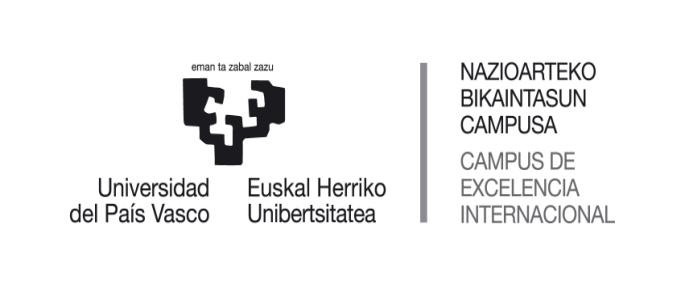 eman ta zabal zazu
Universidad
del País Vasco
Euskal Herriko
Unibertsitatea
NAZIOARTEKO
BIKAINTASUN
CAMPUSA
CAMPUS DE
EXCELENCIA
INTERNACIONAL